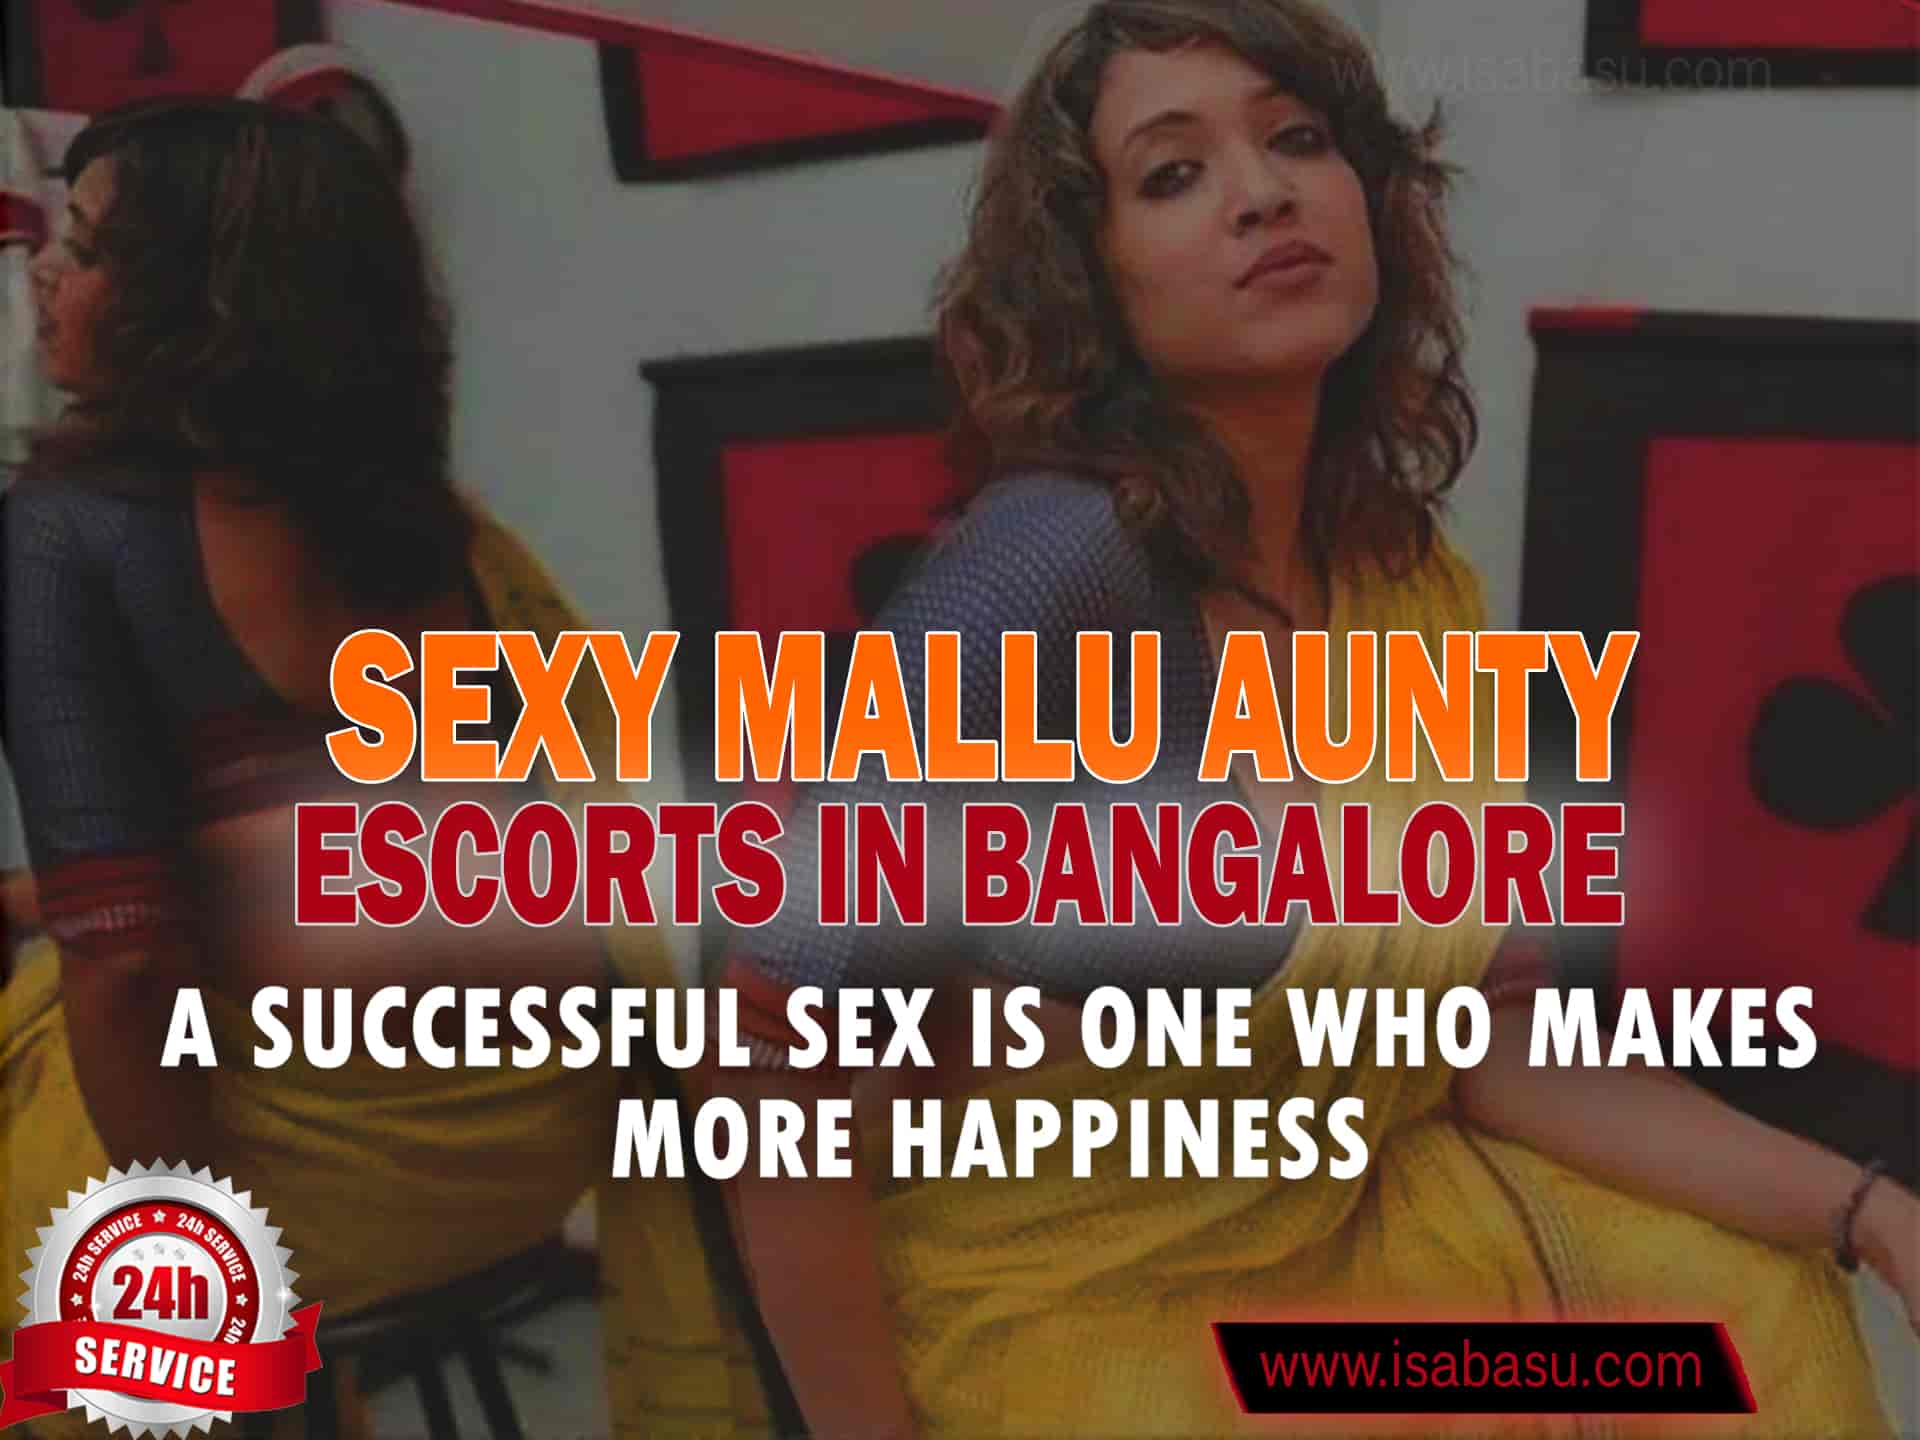 www.isabasu.com
SEXY MALLU AUNTY
ESCORTS IN BANGALORE
A SUCCESSFUL SEX IS ONE WHO MAKES
MORE HAPPINESS
24h SERVICE ★ 24h SERVICE ★ 24h
24h
SERVICE
www.isabasu.com